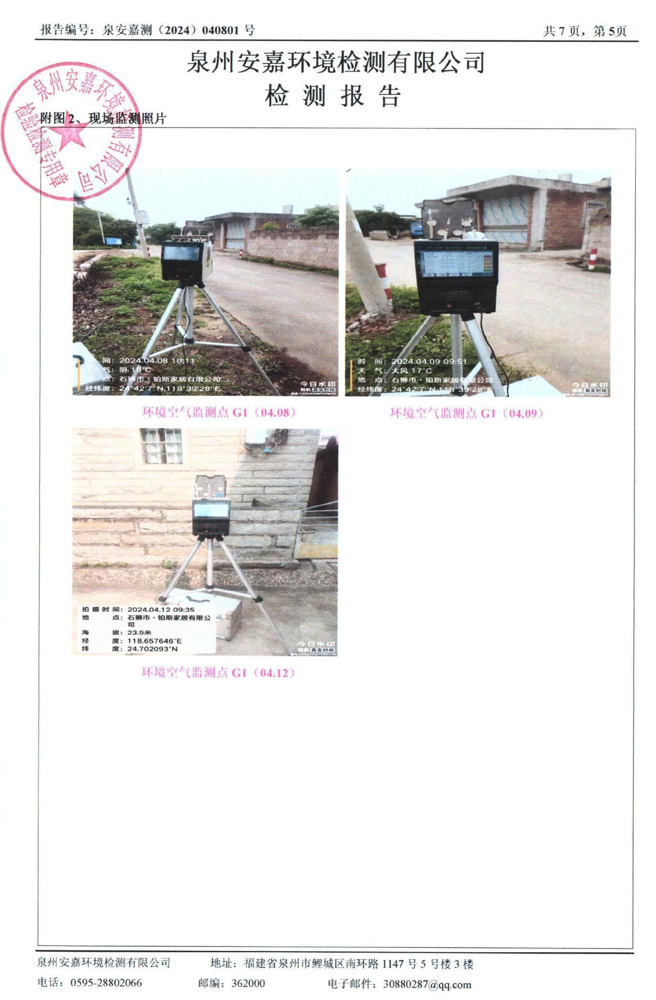 报告编号：泉安嘉测（2024）040801 号
共 7 页，第 5页
泉州安嘉环境检测有限公司
检 测 报 告
泉州安嘉环境检测有限公司
检验检测专用章
附图 2、现场监测照片
时 间：2024.04.08 10:11
天 气：阴 18°C
地 点：石狮市·铂斯家居有限公司
经纬度：24°42'7''N,118°39'28''E
今日水印
相机 真实时间
时 间：2024.04.09 09:51
天 气：大风 17°C
地 点：石狮市·铂斯家居有限公司
经纬度：24°42'7''N,118°39'28''E
今日水印
相机 真实时间
环境空气监测点 G1（04.08）
环境空气监测点 G1（04.09）
拍 摄 时 间：2024.04.12 09:35
地 点：石狮市·铂斯家居有限公
司
海 拔：23.9米
经 度：118.657646°E
纬 度：24.702093°N
今日水印
相机 真实时间
环境空气监测点 G1（04.12）
泉州安嘉环境检测有限公司 地址：福建省泉州市鲤城区南环路 1147 号 5 号楼 3 楼
电话：0595-28802066 邮编：362000 电子邮件：30880287@qq.com